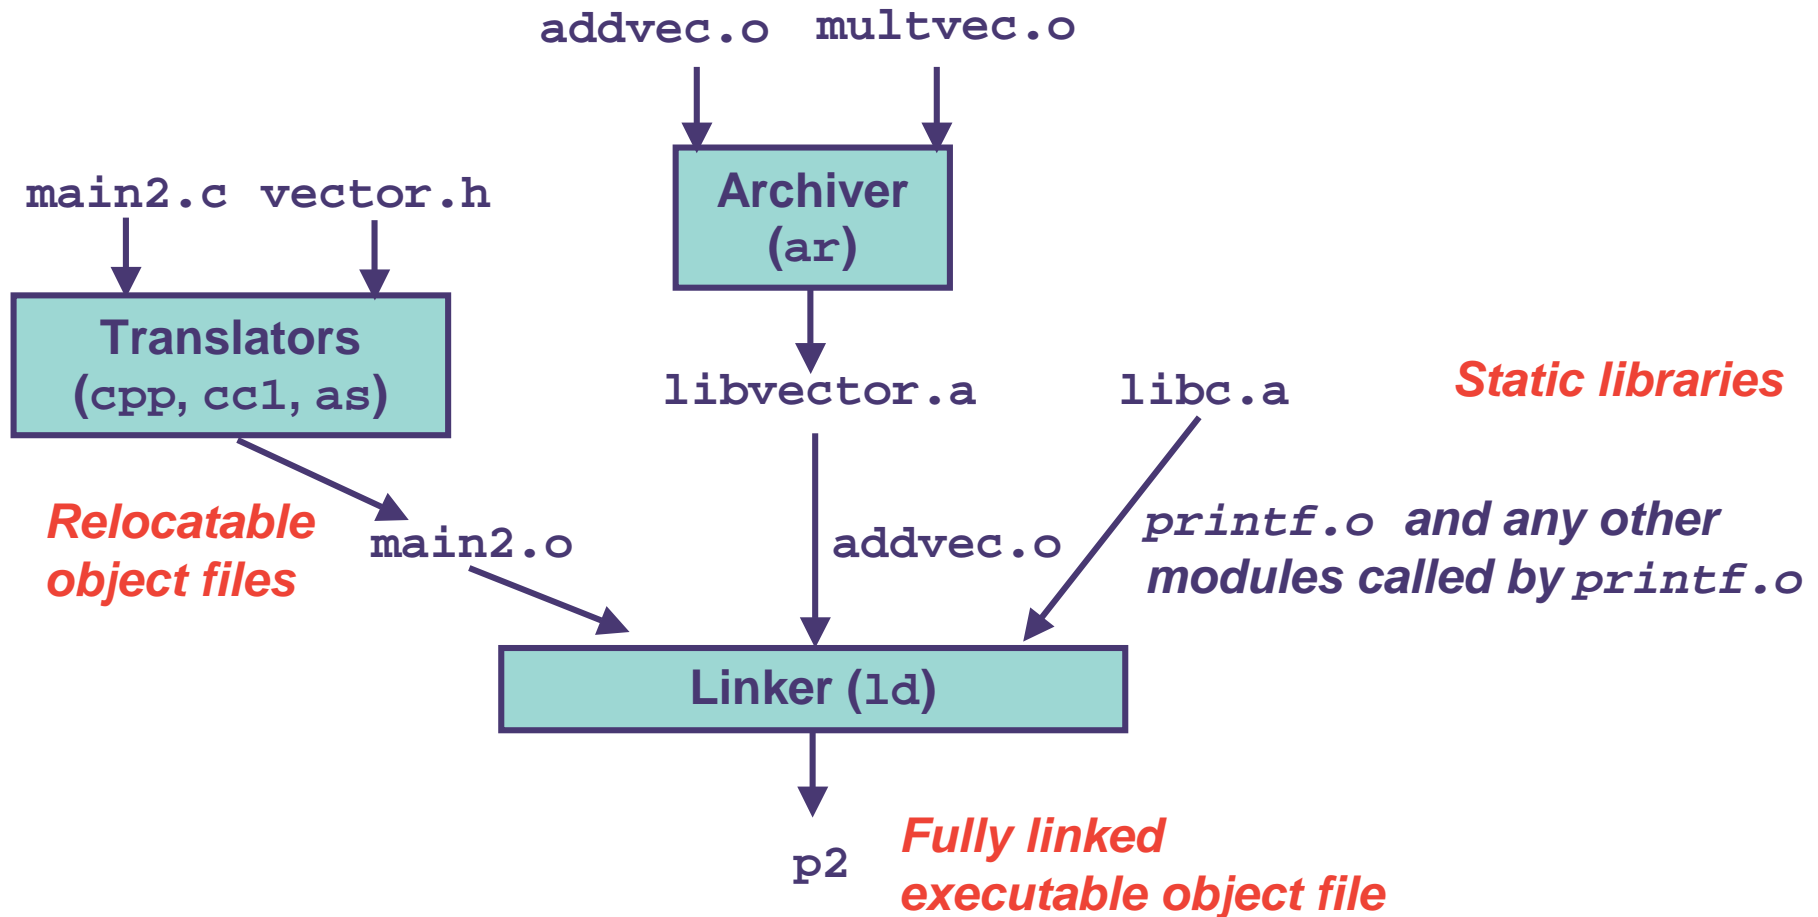 addvec.o multvec.o
main2.c vector.h
Archiver
(ar)
Translators
(cpp, cc1, as)
libvector.a
libc.a
Static libraries
Relocatable
object files
main2.o
addvec.o
printf.o and any other
modules called by printf.o
Linker (ld)
p2
Fully linked
executable object file